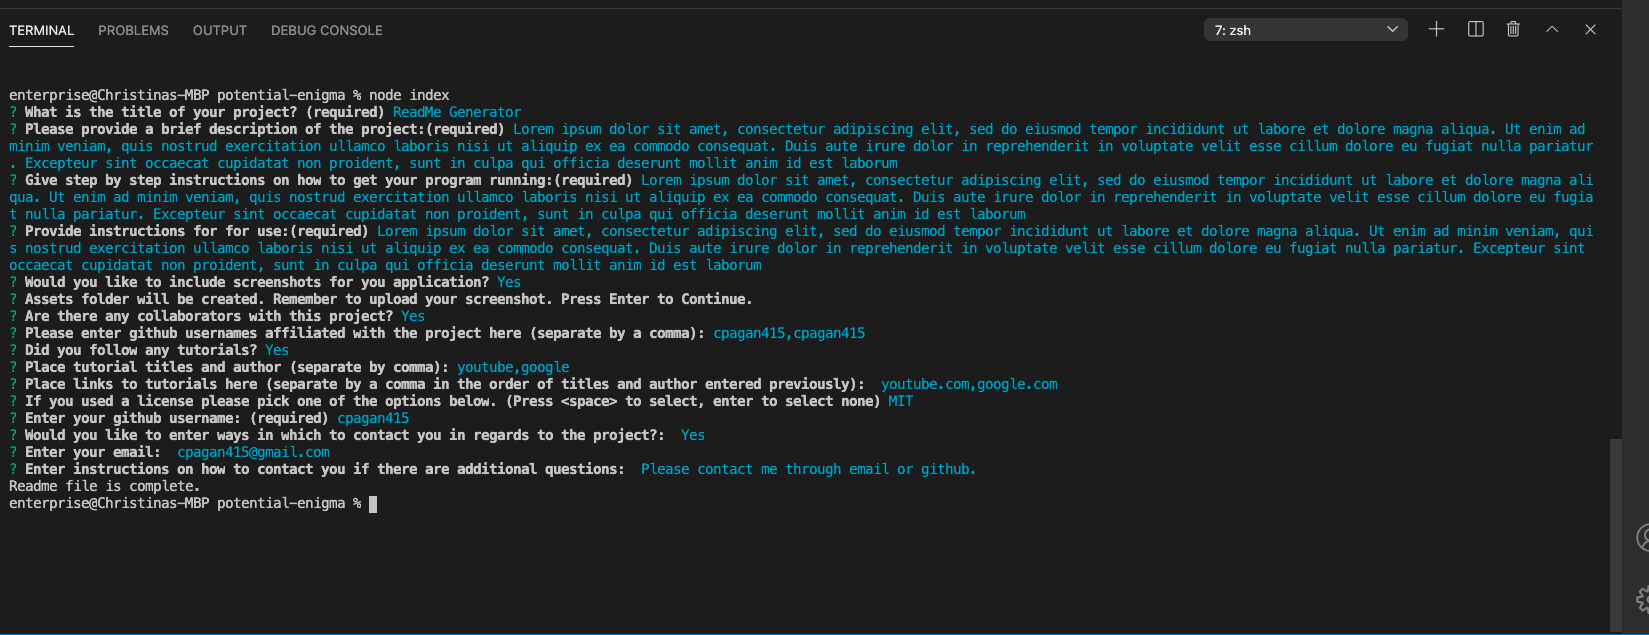 TERMINAL PROBLEMS OUTPUT DEBUG CONSOLE 7: zsh
enterprise@Christinas-MBP potential-enigma % node index
? What is the title of your project? (required) ReadMe Generator
? Please provide a brief description of the project:(required) Lorem ipsum dolor sit amet, consectetur adipiscing elit, sed do eiusmod tempor incididunt ut labore et dolore magna aliqua. Ut enim ad
minim veniam, quis nostrud exercitation ullamco laboris nisi ut aliquip ex ea commodo consequat. Duis aute irure dolor in reprehenderit in voluptate velit esse cillum dolore eu fugiat nulla pariatur
. Excepteur sint occaecat cupidatat non proident, sunt in culpa qui officia deserunt mollit anim id est laborum
? Give step by step instructions on how to get your program running:(required) Lorem ipsum dolor sit amet, consectetur adipiscing elit, sed do eiusmod tempor incididunt ut labore et dolore magna ali
qua. Ut enim ad minim veniam, quis nostrud exercitation ullamco laboris nisi ut aliquip ex ea commodo consequat. Duis aute irure dolor in reprehenderit in voluptate velit esse cillum dolore eu fugia
t nulla pariatur. Excepteur sint occaecat cupidatat non proident, sunt in culpa qui officia deserunt mollit anim id est laborum
? Provide instructions for for use:(required) Lorem ipsum dolor sit amet, consectetur adipiscing elit, sed do eiusmod tempor incididunt ut labore et dolore magna aliqua. Ut enim ad minim veniam, qui
s nostrud exercitation ullamco laboris nisi ut aliquip ex ea commodo consequat. Duis aute irure dolor in reprehenderit in voluptate velit esse cillum dolore eu fugiat nulla pariatur. Excepteur sint
occaecat cupidatat non proident, sunt in culpa qui officia deserunt mollit anim id est laborum
? Would you like to include screenshots for you application? Yes
? Assets folder will be created. Remember to upload your screenshot. Press Enter to Continue.
? Are there any collaborators with this project? Yes
? Please enter github usernames affiliated with the project here (separate by a comma): cpagan415,cpagan415
? Did you follow any tutorials? Yes
? Place tutorial titles and author (separate by comma): youtube,google
? Place links to tutorials here (separate by a comma in the order of titles and author entered previously):  youtube.com,google.com
? If you used a license please pick one of the options below. (Press <space> to select, enter to select none) MIT
? Enter your github username: (required) cpagan415
? Would you like to enter ways in which to contact you in regards to the project?:  Yes
? Enter your email:  cpagan415@gmail.com
? Enter instructions on how to contact you if there are additional questions:  Please contact me through email or github.
Readme file is complete.
enterprise@Christinas-MBP potential-enigma %